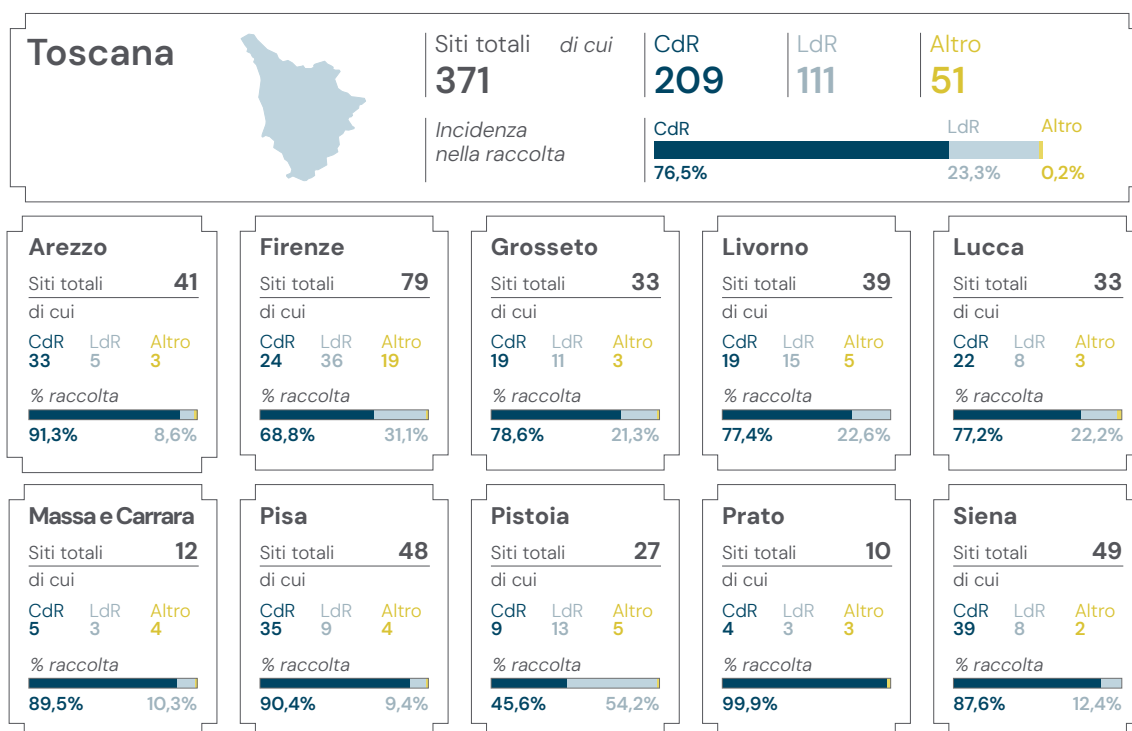 Toscana
Siti totali di cui
371
CdR
209
LdR
111
Altro
51
Incidenza
nella raccolta
CdR LdR Altro
76,5% 23,3% 0,2%
Arezzo
Siti totali 41
di cui
CdR LdR Altro
33 5 3
% raccolta
91,3% 8,6%
Firenze
Siti totali 79
di cui
CdR LdR Altro
24 36 19
% raccolta
68,8% 31,1%
Grosseto
Siti totali 33
di cui
CdR LdR Altro
19 11 3
% raccolta
78,6% 21,3%
Livorno
Siti totali 39
di cui
CdR LdR Altro
19 15 5
% raccolta
77,4% 22,6%
Lucca
Siti totali 33
di cui
CdR LdR Altro
22 8 3
% raccolta
77,2% 22,2%
Massa e Carrara
Siti totali 12
di cui
CdR LdR Altro
5 3 4
% raccolta
89,5% 10,3%
Pisa
Siti totali 48
di cui
CdR LdR Altro
35 9 4
% raccolta
90,4% 9,4%
Pistoia
Siti totali 27
di cui
CdR LdR Altro
9 13 5
% raccolta
45,6% 54,2%
Prato
Siti totali 10
di cui
CdR LdR Altro
4 3 3
% raccolta
99,9%
Siena
Siti totali 49
di cui
CdR LdR Altro
39 8 2
% raccolta
87,6% 12,4%